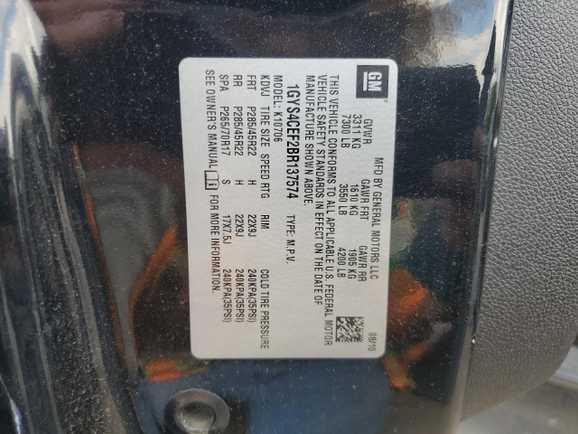 GM
MFD BY GENERAL MOTORS LLC
08/10
GVWR GAWR FRT GAWR RR
3311 KG 1610 KG 1905 KG
7300 LB 3550 LB 4200 LB
THIS VEHICLE CONFORMS TO ALL APPLICABLE U.S. FEDERAL MOTOR
VEHICLE SAFETY STANDARDS IN EFFECT ON THE DATE OF
MANUFACTURE SHOWN ABOVE.
1GYS4CEF2BR137574 TYPE: M.P.V.
MODEL: K10706
KDVJ TIRE SIZE SPEED RTG RIM COLD TIRE PRESSURE
FRT P285/45R22 H 22X9J 240KPA(35PSI)
RR P285/45R22 H 22X9J 240KPA(35PSI)
SPA P265/70R17 S 17X7.5J 240KPA(35PSI)
SEE OWNER'S MANUAL FOR MORE INFORMATION.